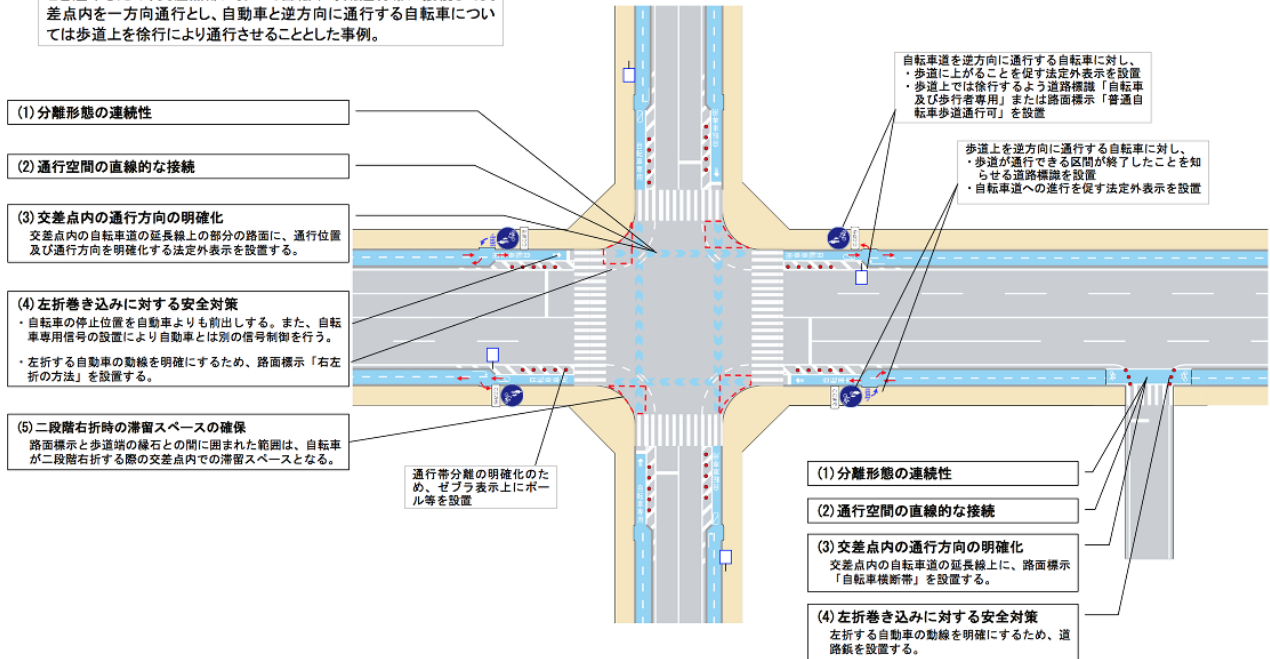 差点内を一方向通行とし、自動車と逆方向に通行する自転車につい
ては歩道上を徐行により通行させることとした事例。
(1)分離形態の連続性
(2)通行空間の直線的な接続
(3)交差点内の通行方向の明確化
交差点内の自転車道の延長線上の部分の路面に、通行位置
及び通行方向を明確化する法定外表示を設置する。
(4)左折巻き込みに対する安全対策
・自転車の停止位置を自動車よりも前出しする。また、自転
車専用信号の設置により自動車とは別の信号制御を行う。
・左折する自動車の動線を明確にするため、路面標示「右左
折の方法」を設置する。
(5)二段階右折時の滞留スペースの確保
路面標示と歩道端の縁石との間に囲まれた範囲は、自転車
が二段階右折する際の交差点内での滞留スペースとなる。
通行帯分離の明確化のた
め、ゼブラ表示上にポー
ル等を設置
自転車道を逆方向に通行する自転車に対し、
・歩道に上がることを促す法定外表示を設置
・歩道上では徐行するよう道路標識「自転車
及び歩行者専用」または路面標示「普通自
転車歩道通行可」を設置
歩道上を逆方向に通行する自転車に対し、
・歩道が通行できる区間が終了したことを知
らせる道路標識を設置
・自転車道への進行を促す法定外表示を設置
(1)分離形態の連続性
(2)通行空間の直線的な接続
(3)交差点内の通行方向の明確化
交差点内の自転車道の延長線上に、路面標示
「自転車横断帯」を設置する。
(4)左折巻き込みに対する安全対策
左折する自動車の動線を明確にするため、道
路鋲を設置する。